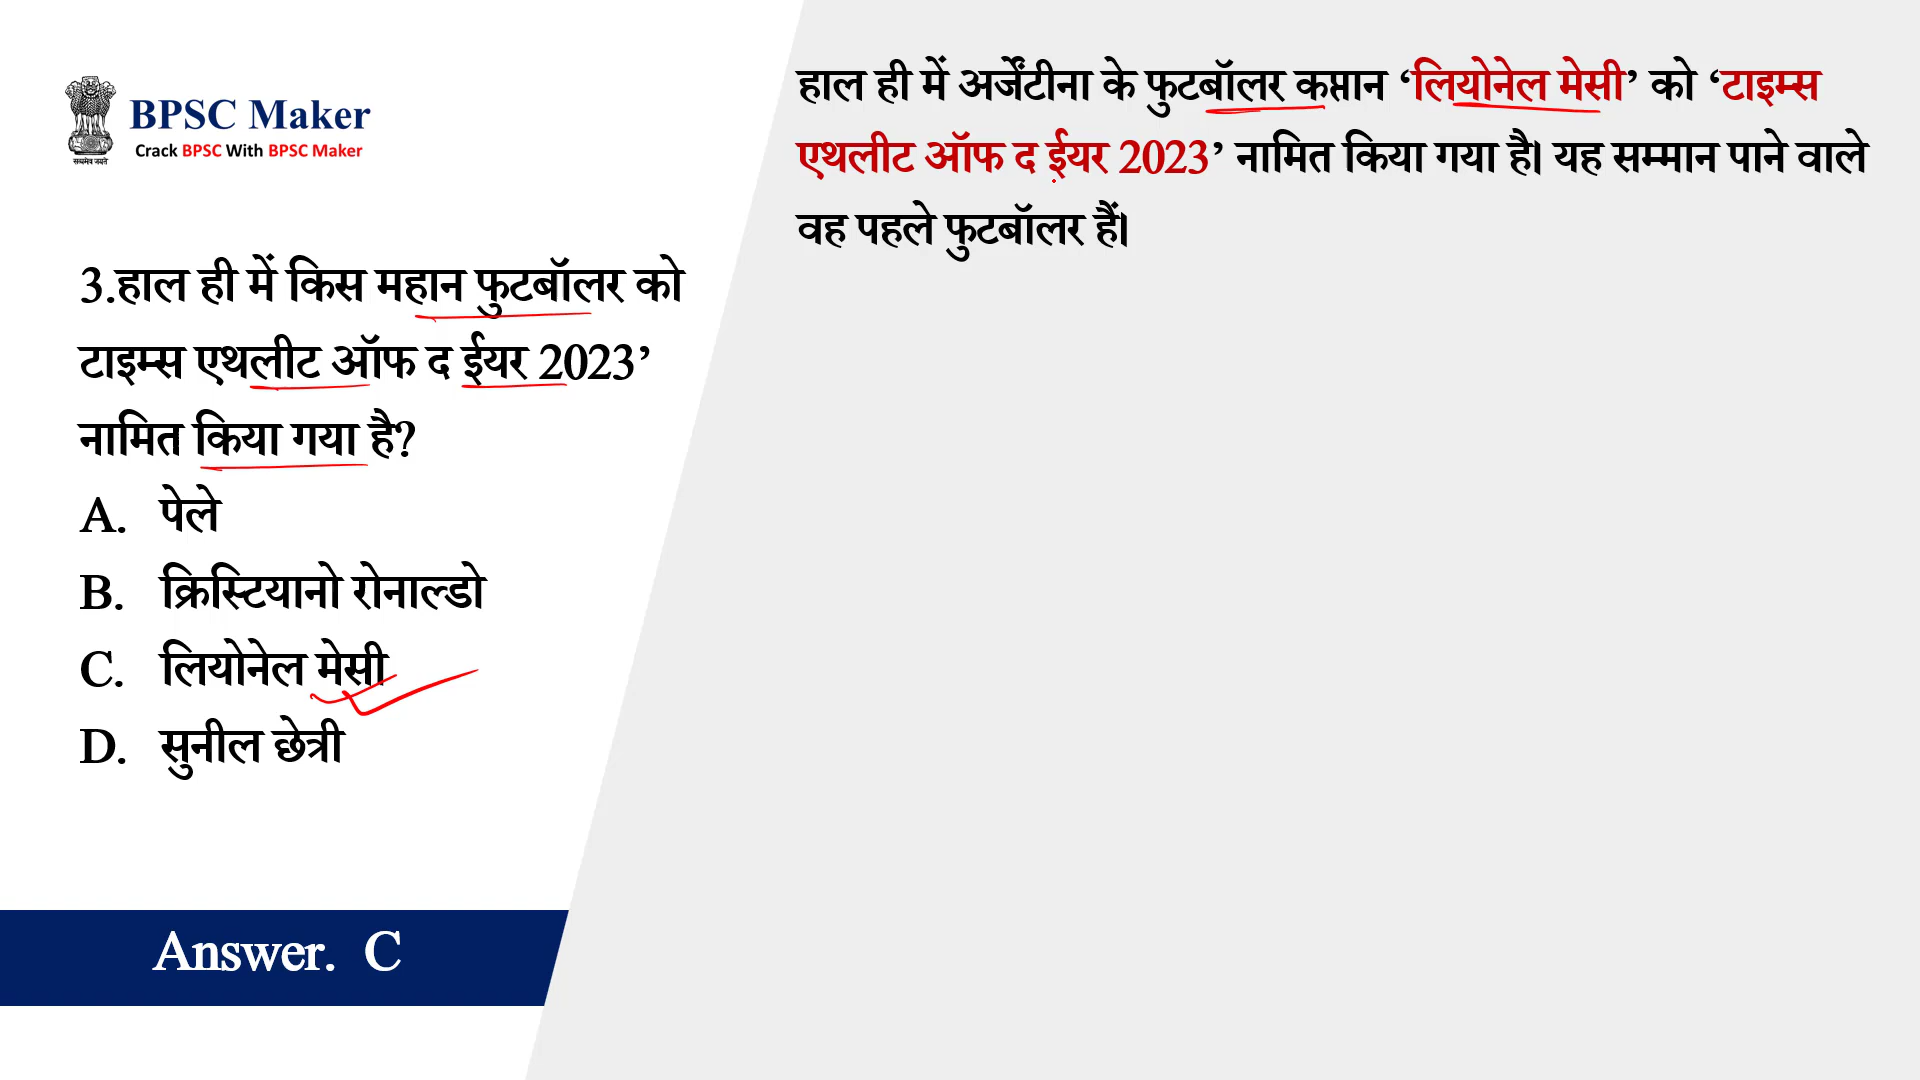 BPSC Maker
Crack BPSC With BPSC Maker
सत्यमेव जयते
3.हाल ही में किस महान फुटबॉलर को
टाइम्स एथलीट ऑफ द ईयर 2023’
नामित किया गया है?
A. पेले
B. क्रिस्टियानो रोनाल्डो
C. लियोनेल मेसी
D. सुनील छेत्री
Answer. C
हाल ही में अर्जेंटीना के फुटबॉलर कप्तान ‘लियोनेल मेसी’ को ‘टाइम्स
एथलीट ऑफ द ईयर 2023’ नामित किया गया है। यह सम्मान पाने वाले
वह पहले फुटबॉलर हैं।